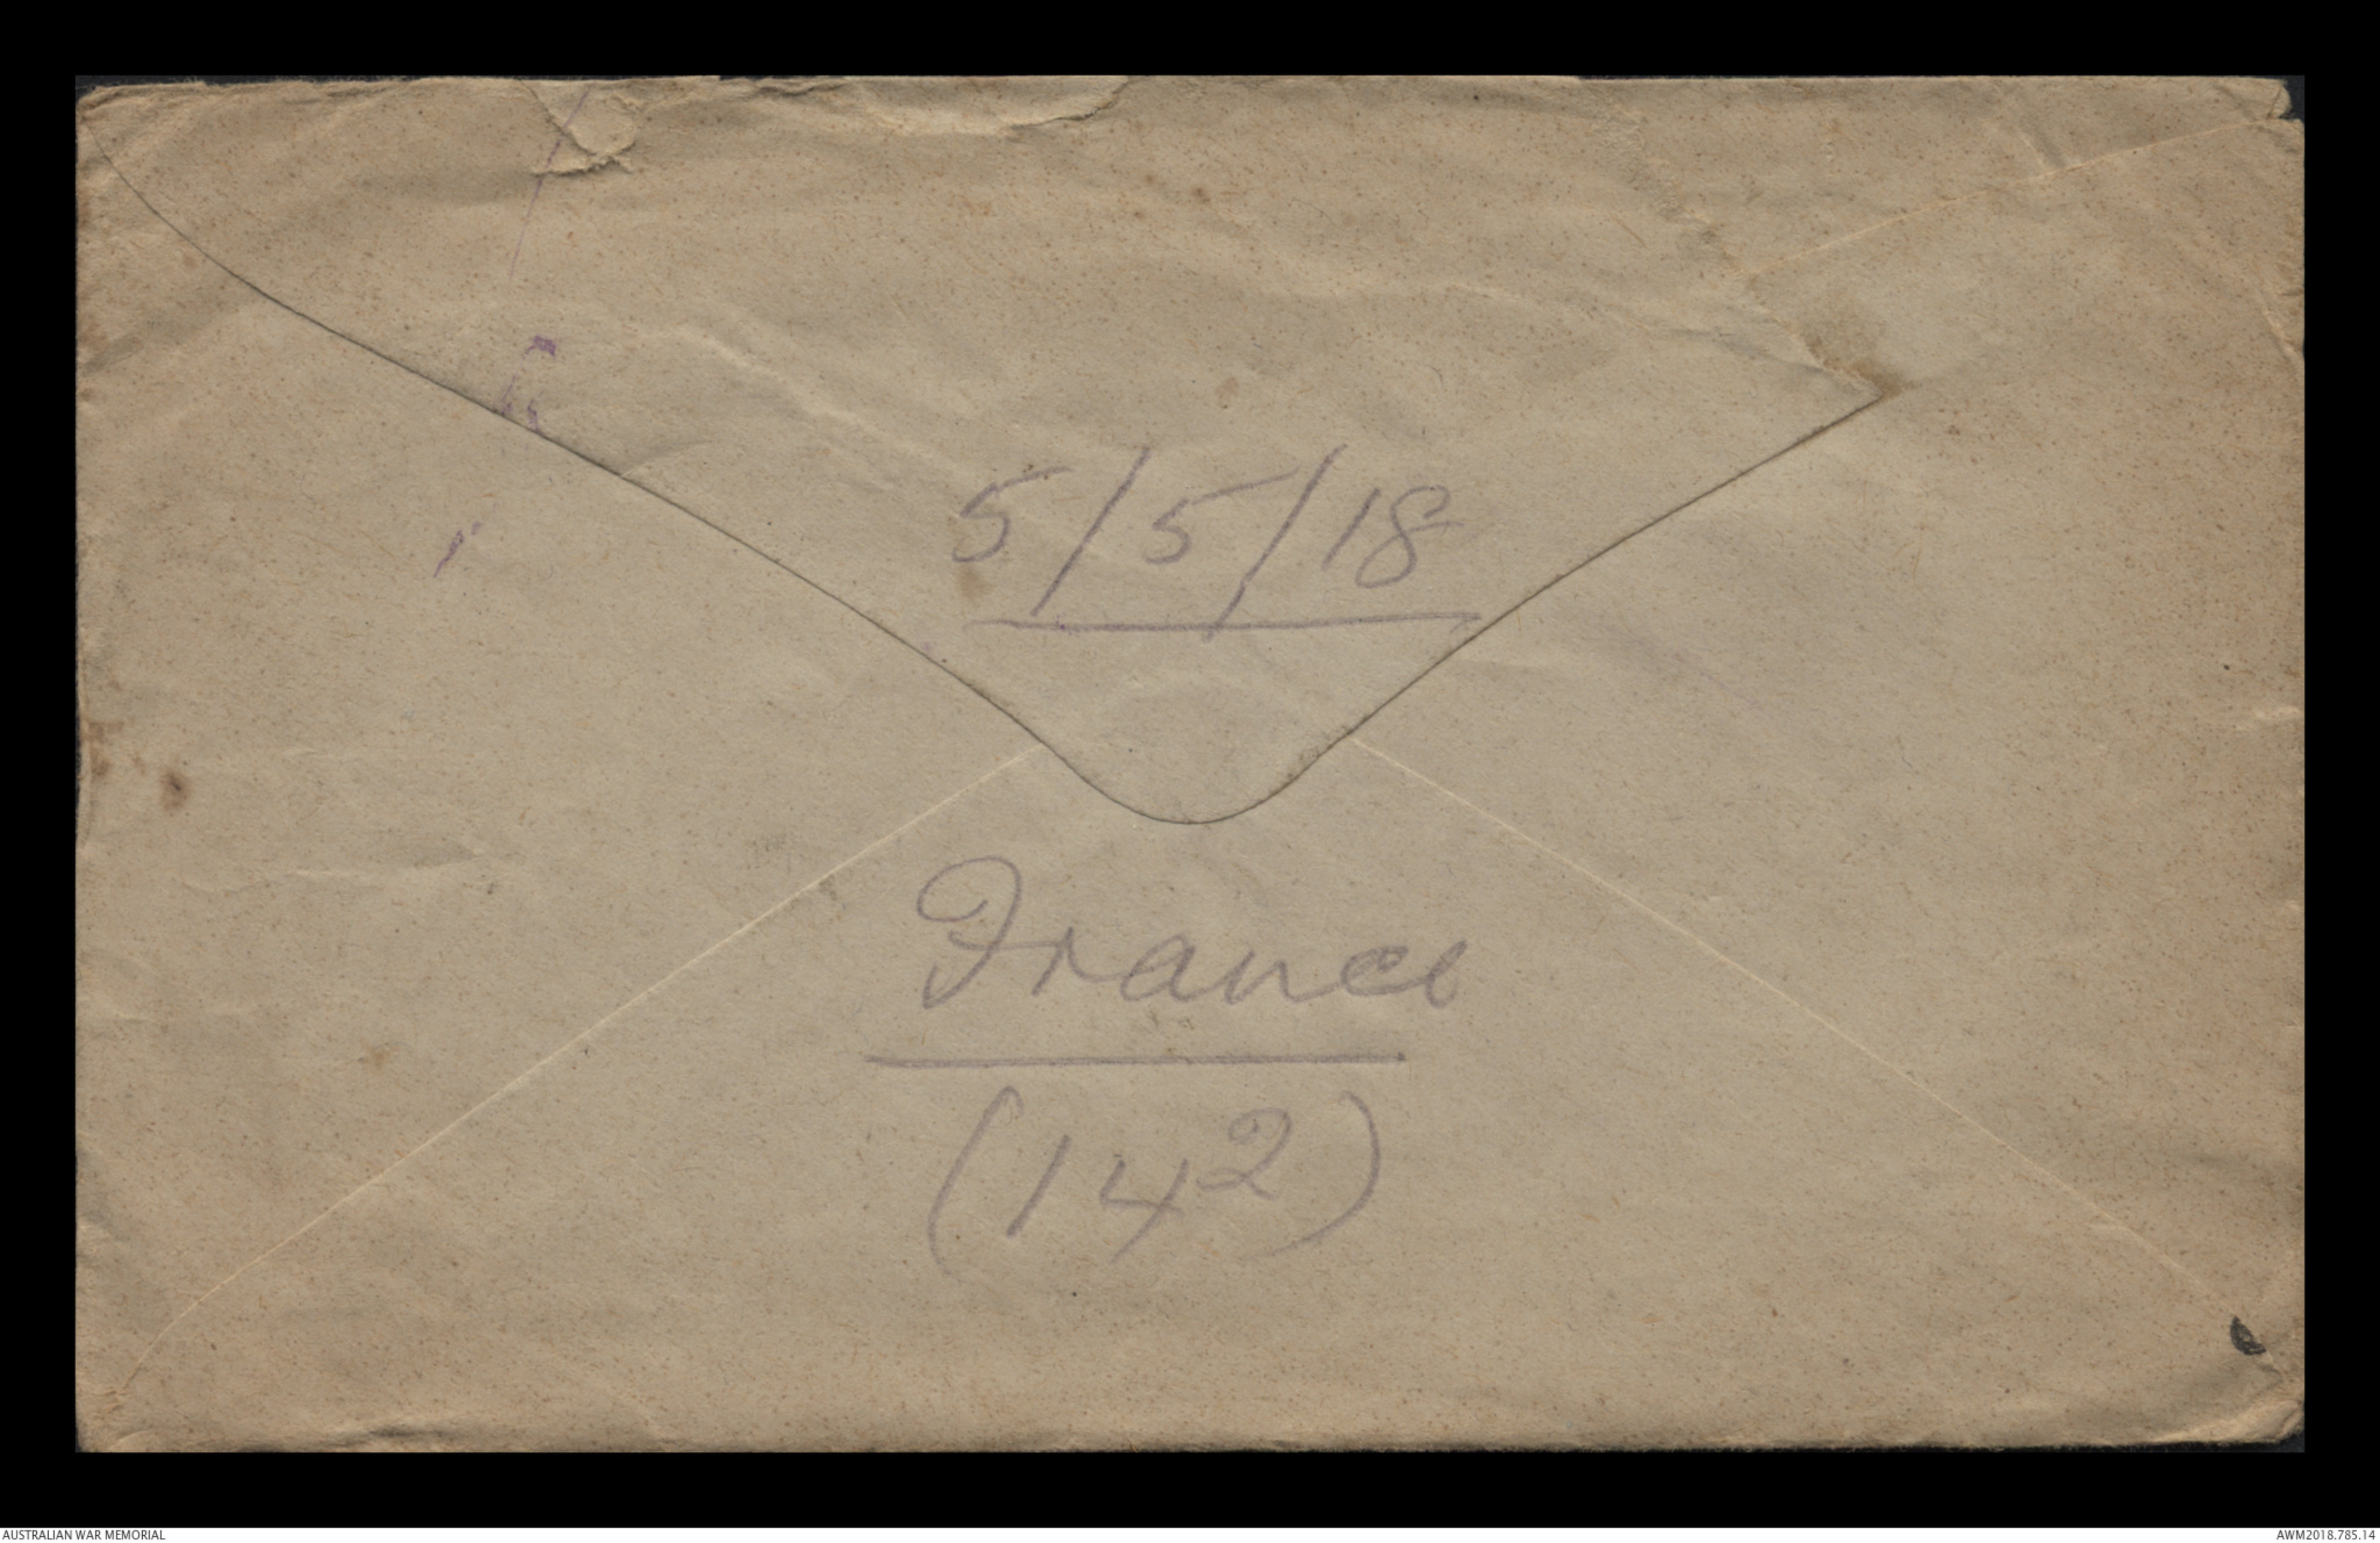 5/5/18
France
(14²)
AUSTRALIAN WAR MEMORIAL
AWM2018.785.14